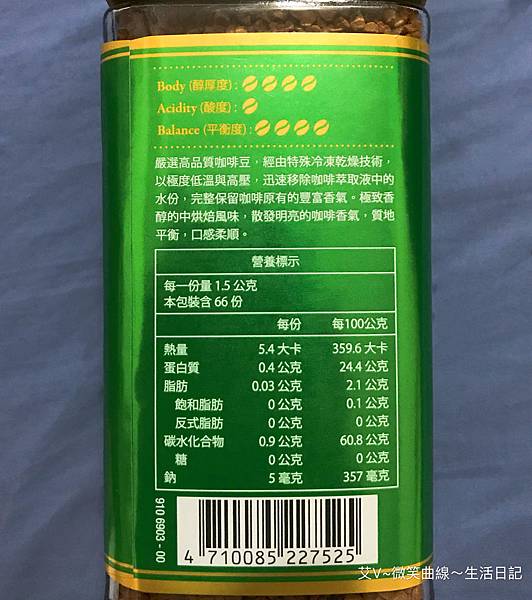 Body (醇厚度) :
Acidity (酸度) :
Balance (平衡度) :
嚴選高品質咖啡豆，經由特殊冷凍乾燥技術，
以極度低溫與高壓，迅速移除咖啡萃取液中的
水份，完整保留咖啡原有的豐富香氣。極致香
醇的中烘焙風味，散發明亮的咖啡香氣，質地
平衡，口感柔順。
營養標示
每一份量 1.5 公克
本包裝含 66 份
每份 每100公克
熱量 5.4 大卡 359.6 大卡
蛋白質 0.4 公克 24.4 公克
脂肪 0.03 公克 2.1 公克
飽和脂肪 0 公克 0.1 公克
反式脂肪 0 公克 0 公克
碳水化合物 0.9 公克 60.8 公克
糖 0 公克 0 公克
鈉 5 毫克 357 毫克
910 6903 - 00
4 710085 227525
艾V~微笑曲線～生活日記